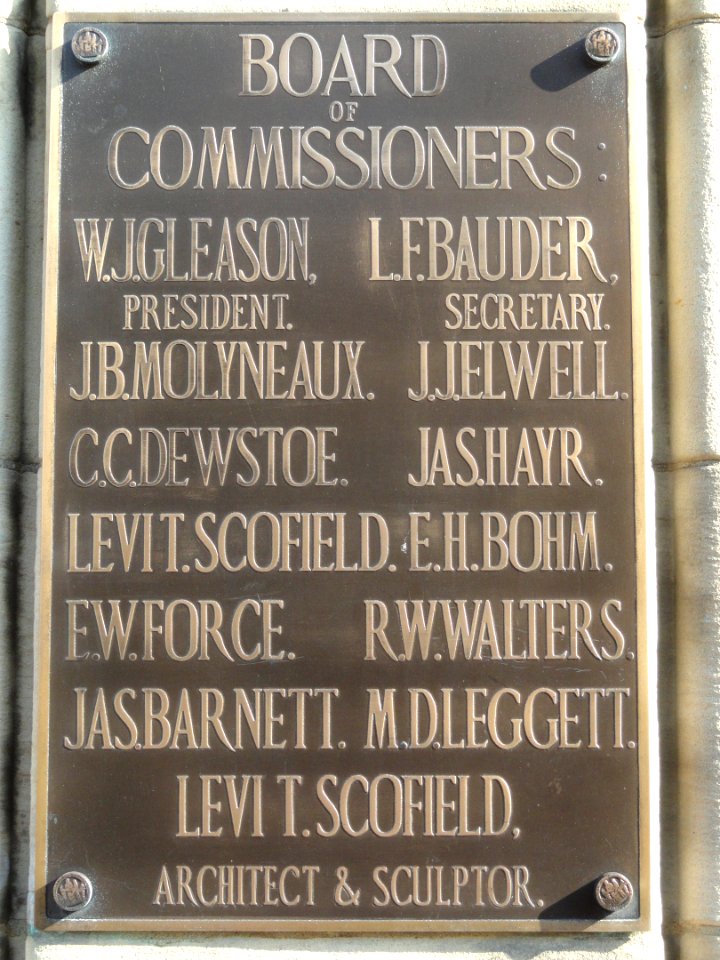 BOARD
OF
COMMISSIONERS:
W.J.GLEASON, L.F.BAUDER,
PRESIDENT. SECRETARY.
J.B.MOLYNEAUX. J.J.ELWELL.
C.C.DEWSTOE. JAS.HAYR.
LEVI T. SCOFIELD. E.H.BOHM.
E.W.FORCE. R.W.WALTERS.
JAS.BARNETT. M.D.LEGGETT.
LEVI T. SCOFIELD,
ARCHITECT & SCULPTOR.